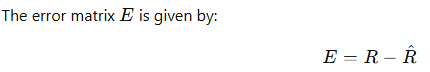 The error matrix E is given by:
E = R − R̂